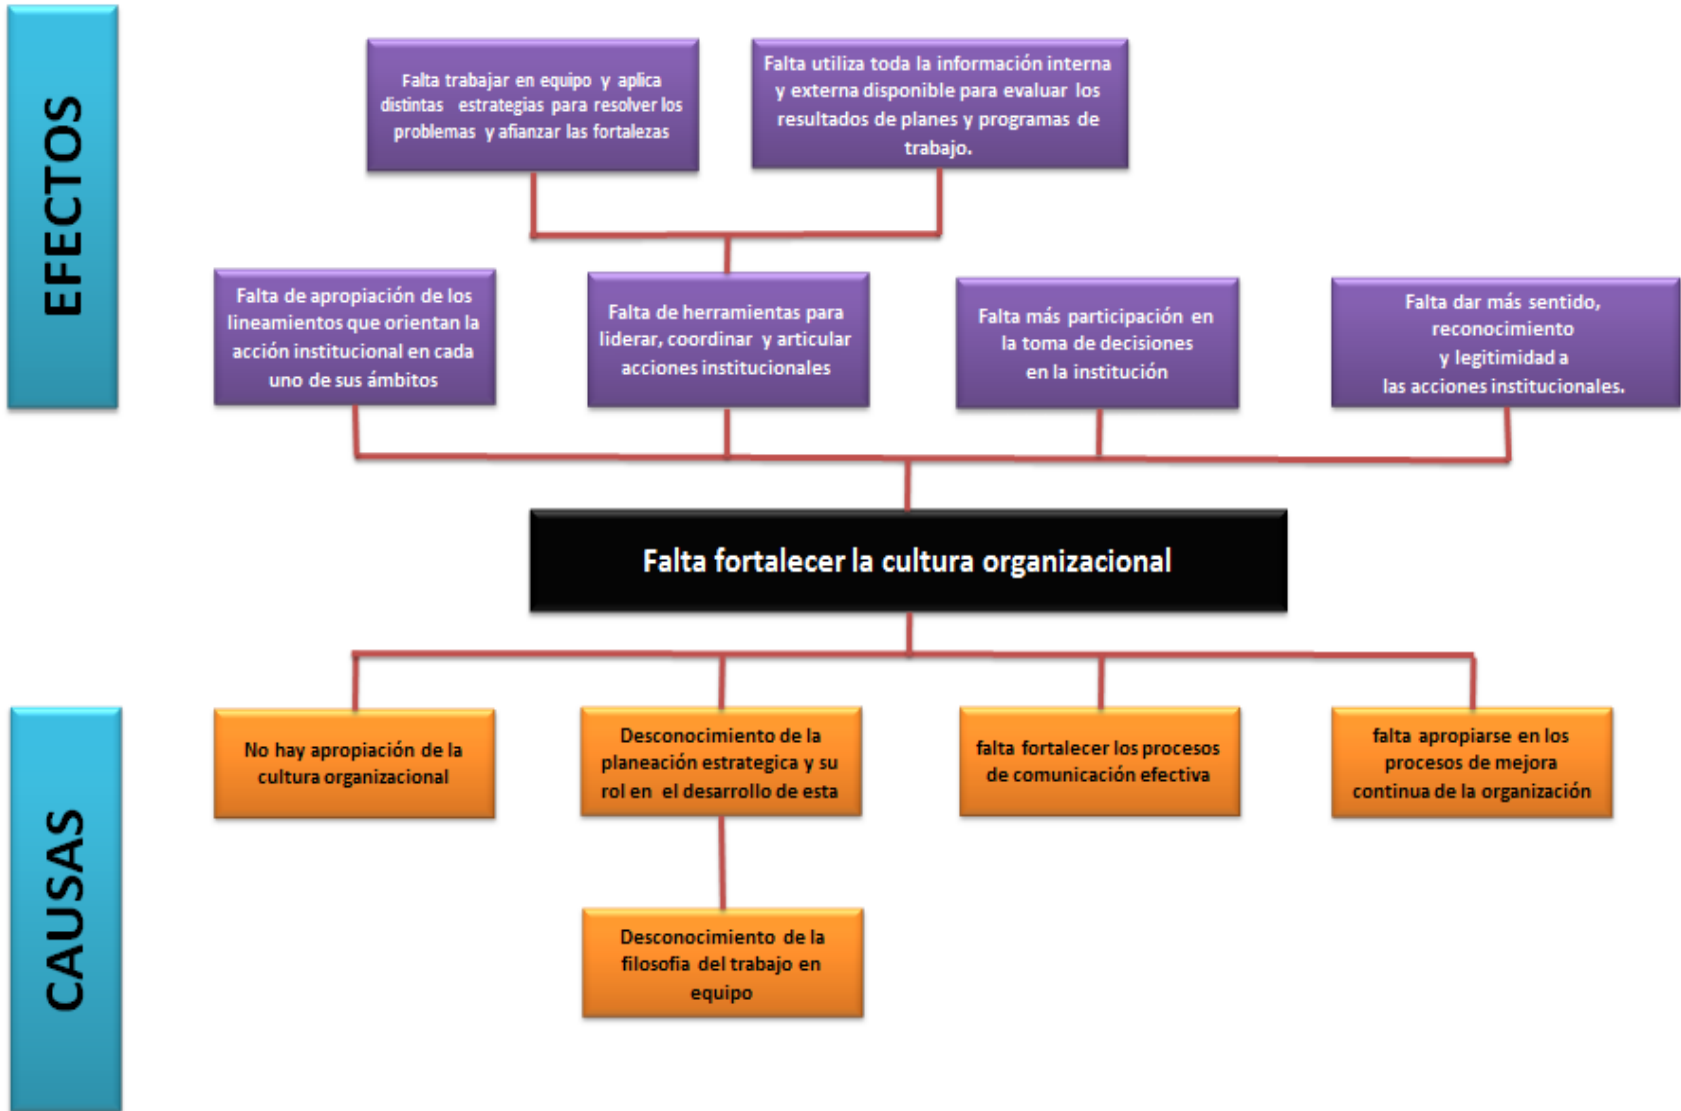 EFECTOS
Falta trabajar en equipo y aplica
distintas estrategias para resolver los
problemas y afianzar las fortalezas
Falta utiliza toda la información interna
y externa disponible para evaluar los
resultados de planes y programas de
trabajo.
Falta de apropiación de los
lineamientos que orientan la
acción institucional en cada
uno de sus ámbitos
Falta de herramientas para
liderar, coordinar y articular
acciones institucionales
Falta más participación en
la toma de decisiones
en la institución
Falta dar más sentido,
reconocimiento
y legitimidad a
las acciones institucionales.
Falta fortalecer la cultura organizacional
CAUSAS
No hay apropiación de la
cultura organizacional
Desconocimiento de la
planeación estrategica y su
rol en el desarrollo de esta
falta fortalecer los procesos
de comunicación efectiva
falta apropiarse en los
procesos de mejora
continua de la organización
Desconocimiento de la
filosofia del trabajo en
equipo